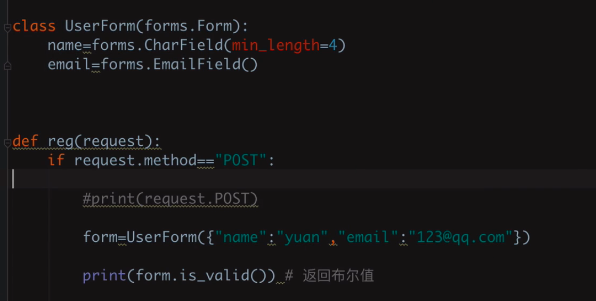 class UserForm(forms.Form):
    name=forms.CharField(min_length=4)
    email=forms.EmailField()
def reg(request):
    if request.method=="POST":
        #print(request.POST)
        form=UserForm({"name":"yuan","email":"123@qq.com"})
        print(form.is_valid()) # 返回布尔值